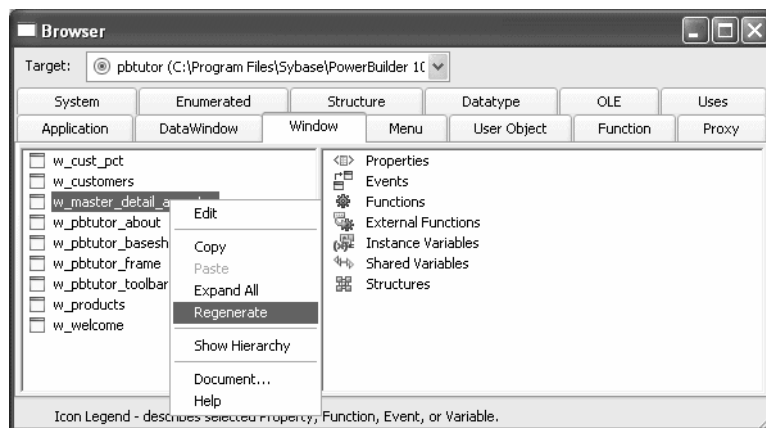 Browser
Target: pbtutor (C:\Program Files\Sybase\PowerBuilder 10
System Enumerated Structure Datatype OLE Uses
Application DataWindow Window Menu User Object Function Proxy
w_cust_pct
w_customers
w_master_detail_a
w_pbtutor_about
w_pbtutor_basesh
w_pbtutor_frame
w_pbtutor_toolbar
w_products
w_welcome
Edit
Copy
Paste
Expand All
Regenerate
Show Hierarchy
Document...
Help
Properties
Events
Functions
External Functions
Instance Variables
Shared Variables
Structures
Icon Legend - describes selected Property, Function, Event, or Variable.